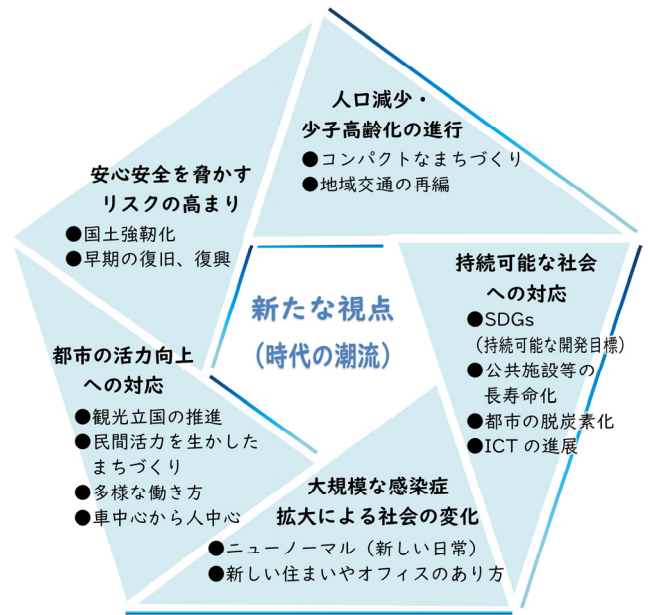 人口減少・
少子高齢化の進行
●コンパクトなまちづくり
●地域交通の再編
安心安全を脅かす
リスクの高まり
●国土強靭化
●早期の復旧、復興
持続可能な社会
への対応
●SDGs
（持続可能な開発目標）
●公共施設等の
長寿命化
●都市の脱炭素化
●ICTの進展
新たな視点
（時代の潮流）
都市の活力向上
への対応
●観光立国の推進
●民間活力を生かした
まちづくり
●多様な働き方
●車中心から人中心
大規模な感染症
拡大による社会の変化
●ニューノーマル（新しい日常）
●新しい住まいやオフィスのあり方